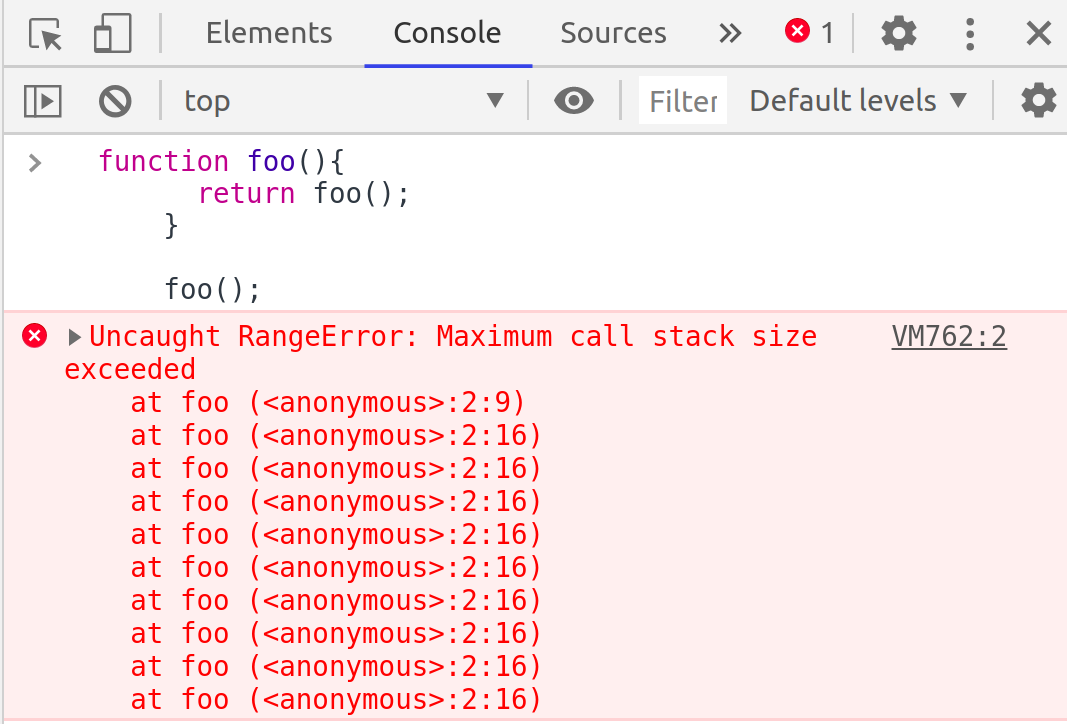 Elements Console Sources » 1
top Filter Default levels
> function foo(){
return foo();
}
foo();
Uncaught RangeError: Maximum call stack size VM762:2
exceeded
at foo (<anonymous>:2:9)
at foo (<anonymous>:2:16)
at foo (<anonymous>:2:16)
at foo (<anonymous>:2:16)
at foo (<anonymous>:2:16)
at foo (<anonymous>:2:16)
at foo (<anonymous>:2:16)
at foo (<anonymous>:2:16)
at foo (<anonymous>:2:16)
at foo (<anonymous>:2:16)